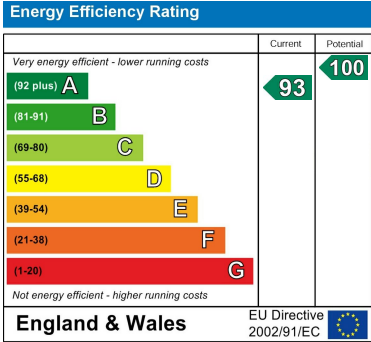 Energy Efficiency Rating
Current Potential
Very energy efficient - lower running costs
(92 plus) A
93
100
(81-91) B
(69-80) C
(55-68) D
(39-54) E
(21-38) F
(1-20) G
Not energy efficient - higher running costs
England & Wales
EU Directive
2002/91/EC